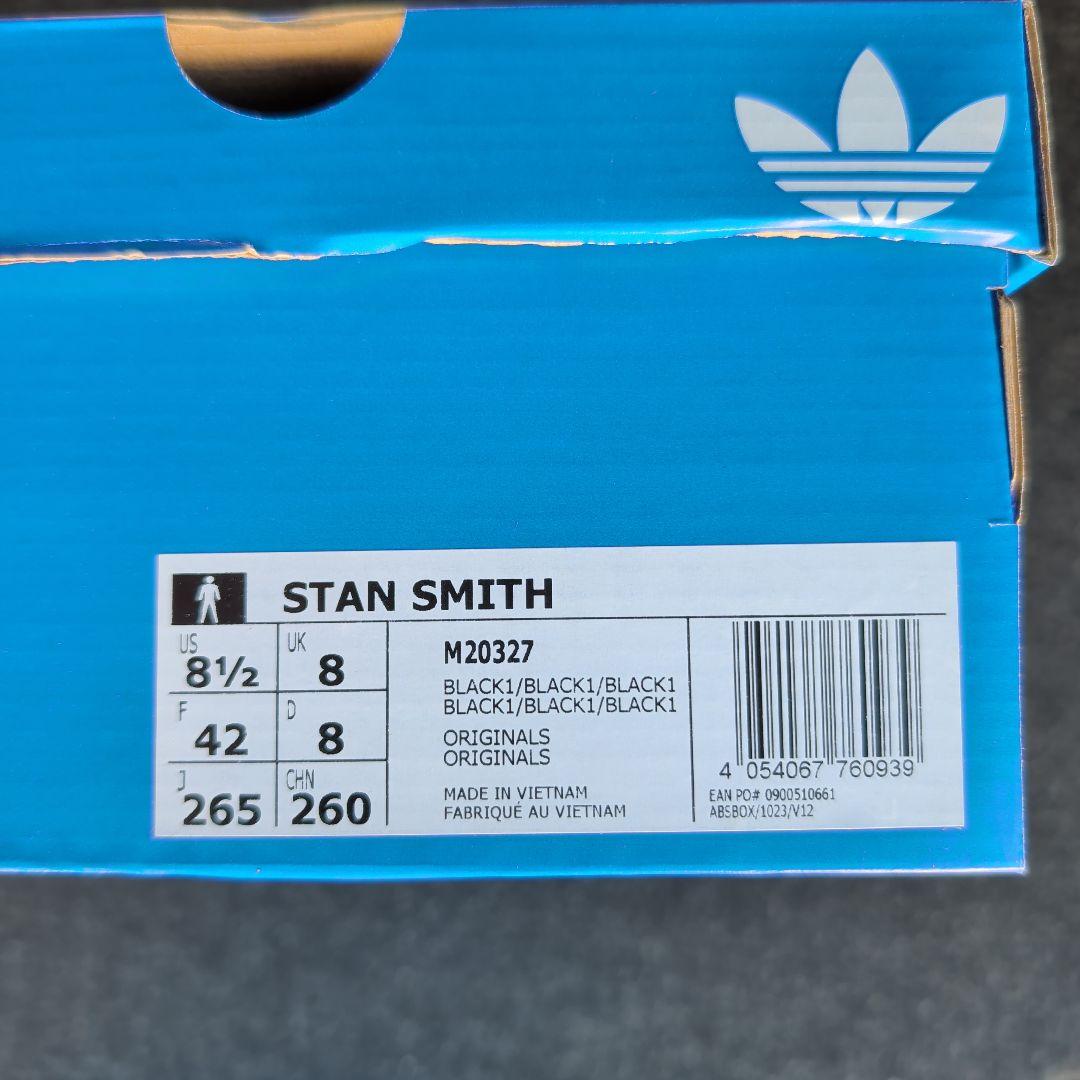 STAN SMITH
US 8½ UK 8
F 42 D 8
J 265 CHN 260
M20327
BLACK1/BLACK1/BLACK1
BLACK1/BLACK1/BLACK1
ORIGINALS
ORIGINALS
MADE IN VIETNAM
FABRIQUÉ AU VIETNAM
4 054067 760939
EAN PO# 0900510661
ABSBOX/1023/V12